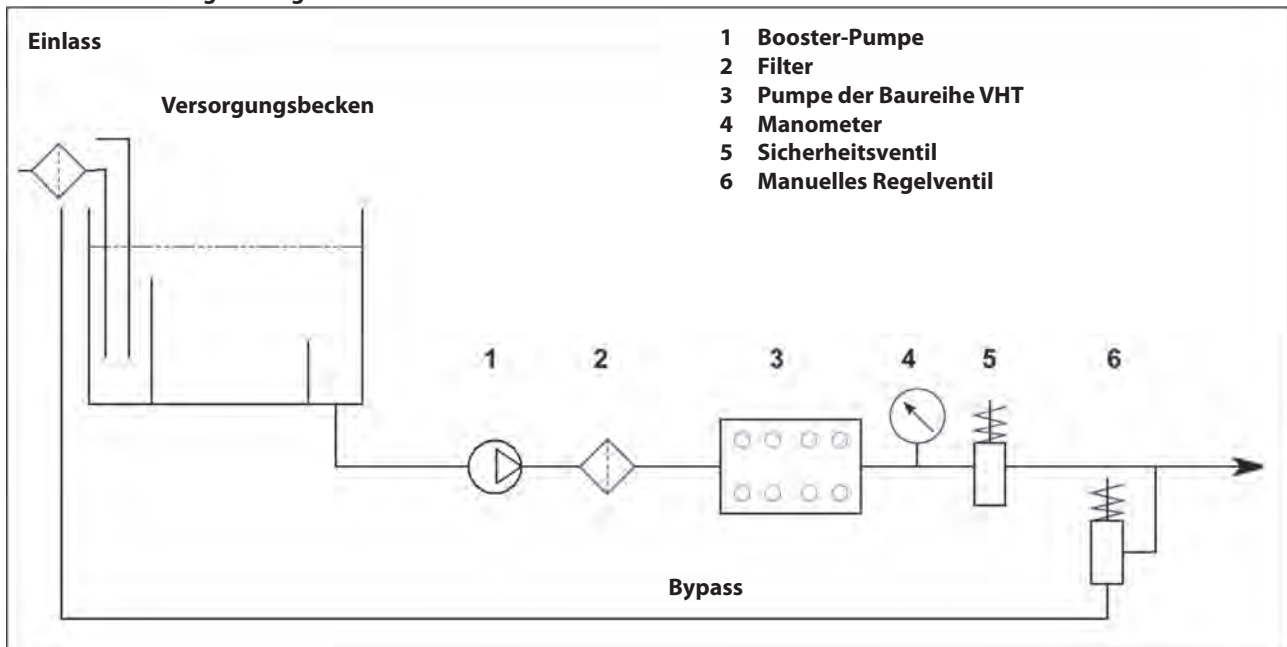 Einlass
Versorgungsbecken
1 Booster-Pumpe
2 Filter
3 Pumpe der Baureihe VHT
4 Manometer
5 Sicherheitsventil
6 Manuelles Regelventil
1 2 3 4 5 6
Bypass